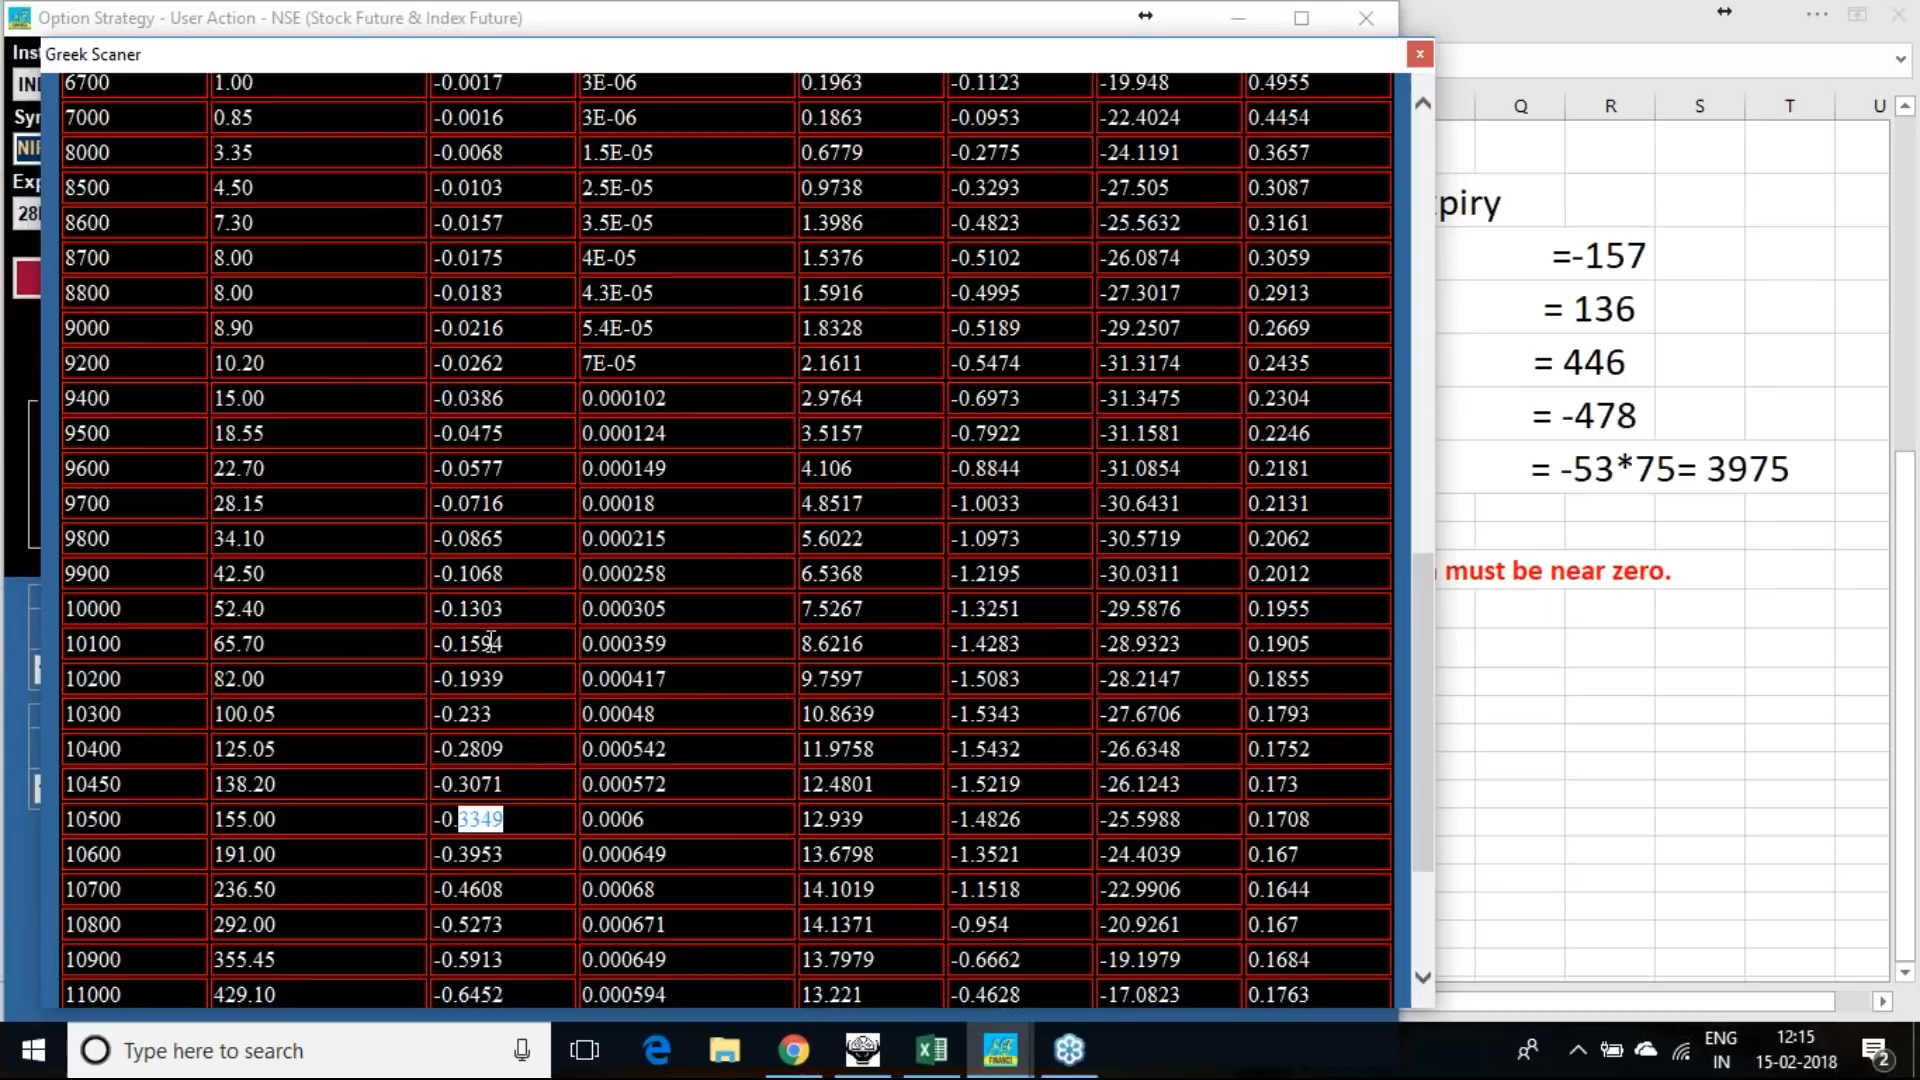 Option Strategy - User Action - NSE (Stock Future & Index Future)
Greek Scaner
6700 1.00 -0.0017 3E-06 0.1963 -0.1123 -19.948 0.4955
7000 0.85 -0.0016 3E-06 0.1863 -0.0953 -22.4024 0.4454
8000 3.35 -0.0068 1.5E-05 0.6779 -0.2775 -24.1191 0.3657
8500 4.50 -0.0103 2.5E-05 0.9738 -0.3293 -27.505 0.3087
8600 7.30 -0.0157 3.5E-05 1.3986 -0.4823 -25.5632 0.3161
8700 8.00 -0.0175 4E-05 1.5376 -0.5102 -26.0874 0.3059
8800 8.00 -0.0183 4.3E-05 1.5916 -0.4995 -27.3017 0.2913
9000 8.90 -0.0216 5.4E-05 1.8328 -0.5189 -29.2507 0.2669
9200 10.20 -0.0262 7E-05 2.1611 -0.5474 -31.3174 0.2435
9400 15.00 -0.0386 0.000102 2.9764 -0.6973 -31.3475 0.2304
9500 18.55 -0.0475 0.000124 3.5157 -0.7922 -31.1581 0.2246
9600 22.70 -0.0577 0.000149 4.106 -0.8844 -31.0854 0.2181
9700 28.15 -0.0716 0.00018 4.8517 -1.0033 -30.6431 0.2131
9800 34.10 -0.0865 0.000215 5.6022 -1.0973 -30.5719 0.2062
9900 42.50 -0.1068 0.000258 6.5368 -1.2195 -30.0311 0.2012
10000 52.40 -0.1303 0.000305 7.5267 -1.3251 -29.5876 0.1955
10100 65.70 -0.1594 0.000359 8.6216 -1.4283 -28.9323 0.1905
10200 82.00 -0.1939 0.000417 9.7597 -1.5083 -28.2147 0.1855
10300 100.05 -0.233 0.00048 10.8639 -1.5343 -27.6706 0.1793
10400 125.05 -0.2809 0.000542 11.9758 -1.5432 -26.6348 0.1752
10450 138.20 -0.3071 0.000572 12.4801 -1.5219 -26.1243 0.173
10500 155.00 -0.3349 0.0006 12.939 -1.4826 -25.5988 0.1708
10600 191.00 -0.3953 0.000649 13.6798 -1.3521 -24.4039 0.167
10700 236.50 -0.4608 0.00068 14.1019 -1.1518 -22.9906 0.1644
10800 292.00 -0.5273 0.000671 14.1371 -0.954 -20.9261 0.167
10900 355.45 -0.5913 0.000649 13.7979 -0.6662 -19.1979 0.1684
11000 429.10 -0.6452 0.000594 13.221 -0.4628 -17.0823 0.1763
Q R S T U
piry
=-157
= 136
= 446
= -478
= -53*75= 3975
must be near zero.
Type here to search
FINANCE
ENG
IN
12:15
15-02-2018
2